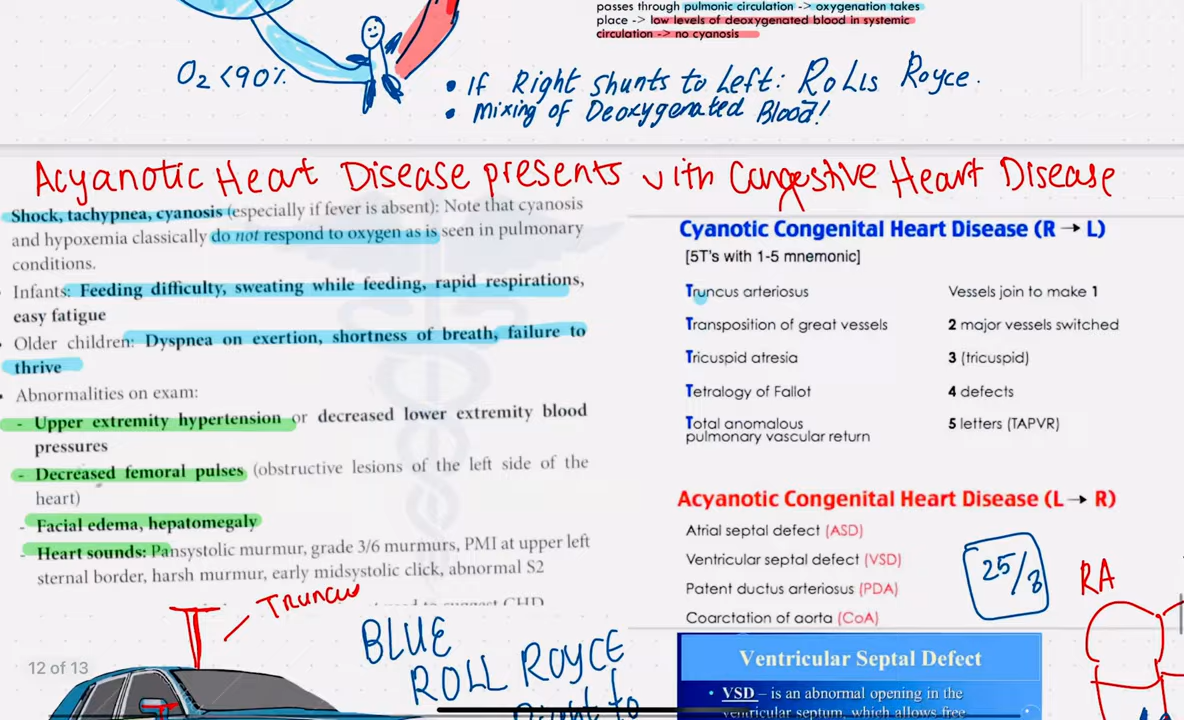 passes through pulmonic circulation -> oxygenation takes
place -> low levels of deoxygenated blood in systemic
circulation -> no cyanosis
O2 <90%
• If Right Shunts to Left: RoLls Royce.
• Mixing of Deoxygenated Blood!
Acyanotic Heart Disease presents with Congestive Heart Disease
Shock, tachypnea, cyanosis (especially if fever is absent): Note that cyanosis
and hypoxemia classically do not respond to oxygen as is seen in pulmonary
conditions.
Infants: Feeding difficulty, sweating while feeding, rapid respirations,
easy fatigue
Older children: Dyspnea on exertion, shortness of breath, failure to
thrive
Abnormalities on exam:
- Upper extremity hypertension or decreased lower extremity blood
pressures
- Decreased femoral pulses (obstructive lesions of the left side of the
heart)
- Facial edema, hepatomegaly
- Heart sounds: Pansystolic murmur, grade 3/6 murmurs, PMI at upper left
sternal border, harsh murmur, early midsystolic click, abnormal S2
Cyanotic Congenital Heart Disease (R → L)
[5T's with 1-5 mnemonic]
Truncus arteriosus Vessels join to make 1
Transposition of great vessels 2 major vessels switched
Tricuspid atresia 3 (tricuspid)
Tetralogy of Fallot 4 defects
Total anomalous 5 letters (TAPVR)
pulmonary vascular return
Acyanotic Congenital Heart Disease (L → R)
Atrial septal defect (ASD)
Ventricular septal defect (VSD)
Patent ductus arteriosus (PDA)
Coarctation of aorta (CoA)
25/3
RA
Truncus
12 of 13
BLUE
ROLL ROYCE
Right to
Ventricular Septal Defect
• VSD – is an abnormal opening in the
ventricular septum, which allows free